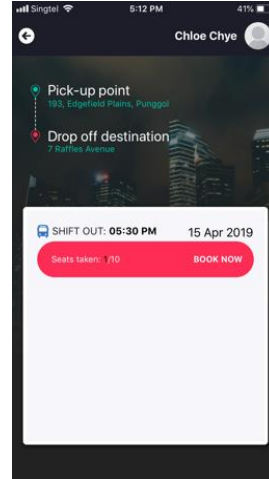 Singtel 5:12 PM 41%
Chloe Chye
Pick-up point
193, Edgefield Plains, Punggol
Drop off destination
7 Raffles Avenue
SHIFT OUT: 05:30 PM 15 Apr 2019
Seats taken: 1/10 BOOK NOW